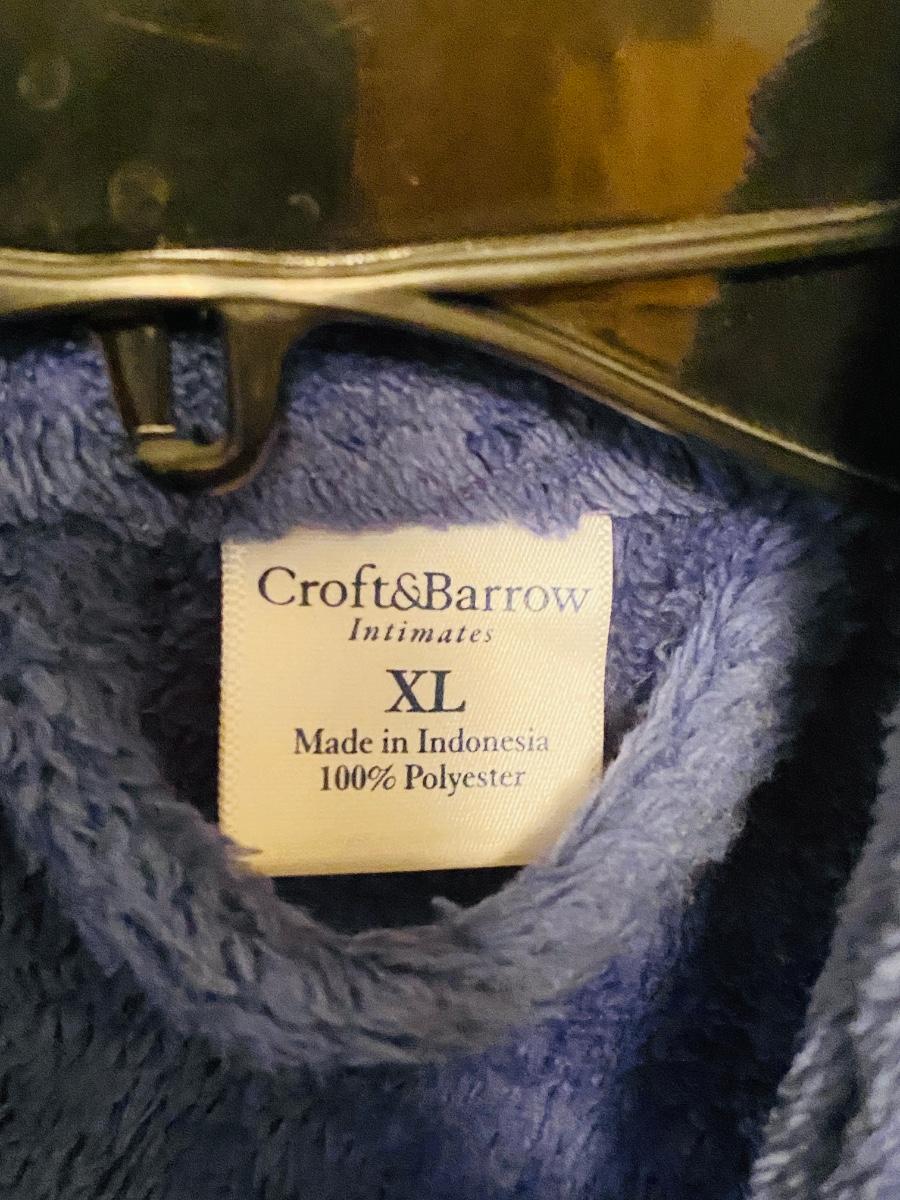 Croft&Barrow
Intimates
XL
Made in Indonesia
100% Polyester